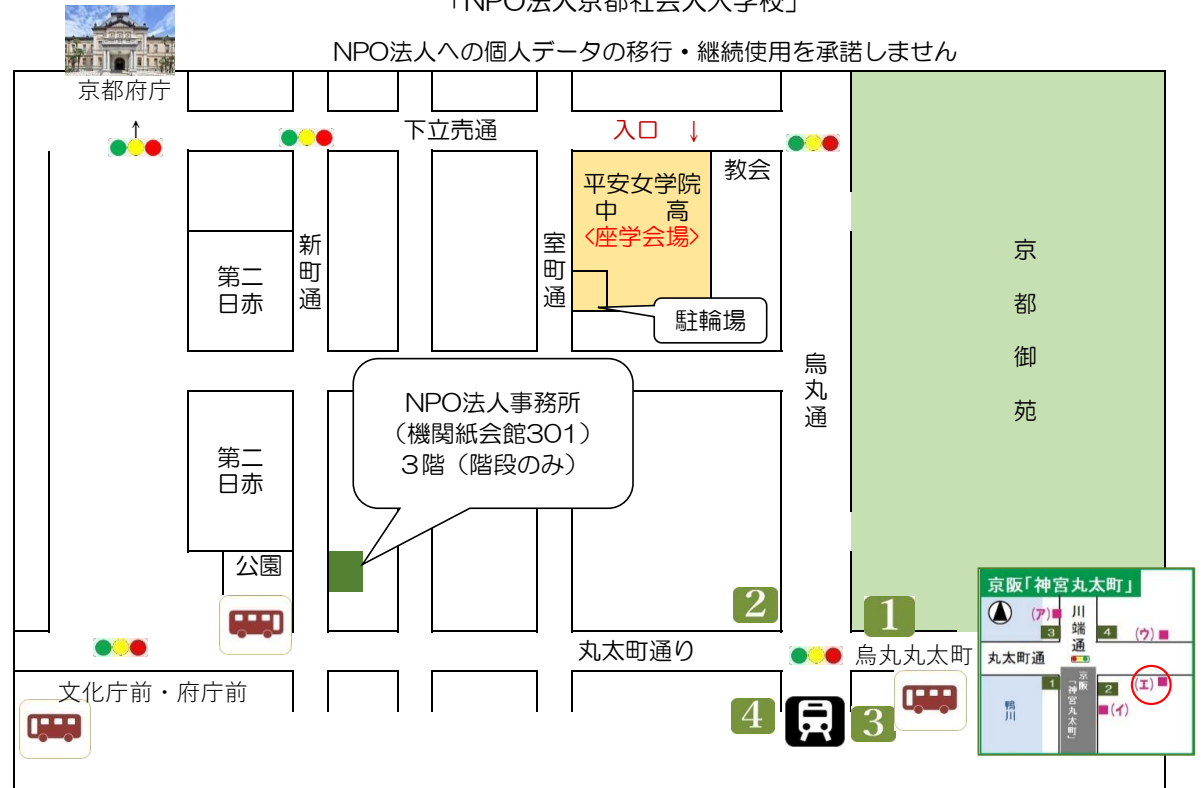 「NPO法人京都社会人大学校」
NPO法人への個人データの移行・継続使用を承諾しません
京都府庁
↑
下立売通
入口 ↓
教会
平安女学院
中 高
<座学会場>
新町通
室町通
第二
日赤
駐輪場
烏丸通
京都御苑
NPO法人事務所
（機関紙会館301）
３階（階段のみ）
第二
日赤
公園
2
1
丸太町通り
烏丸丸太町
文化庁前・府庁前
4
3
京阪「神宮丸太町」
(ア)
川端通
3
4
(ウ)
丸太町通
1
京阪
「神宮丸太町」
2
(エ)
鴨川
(イ)